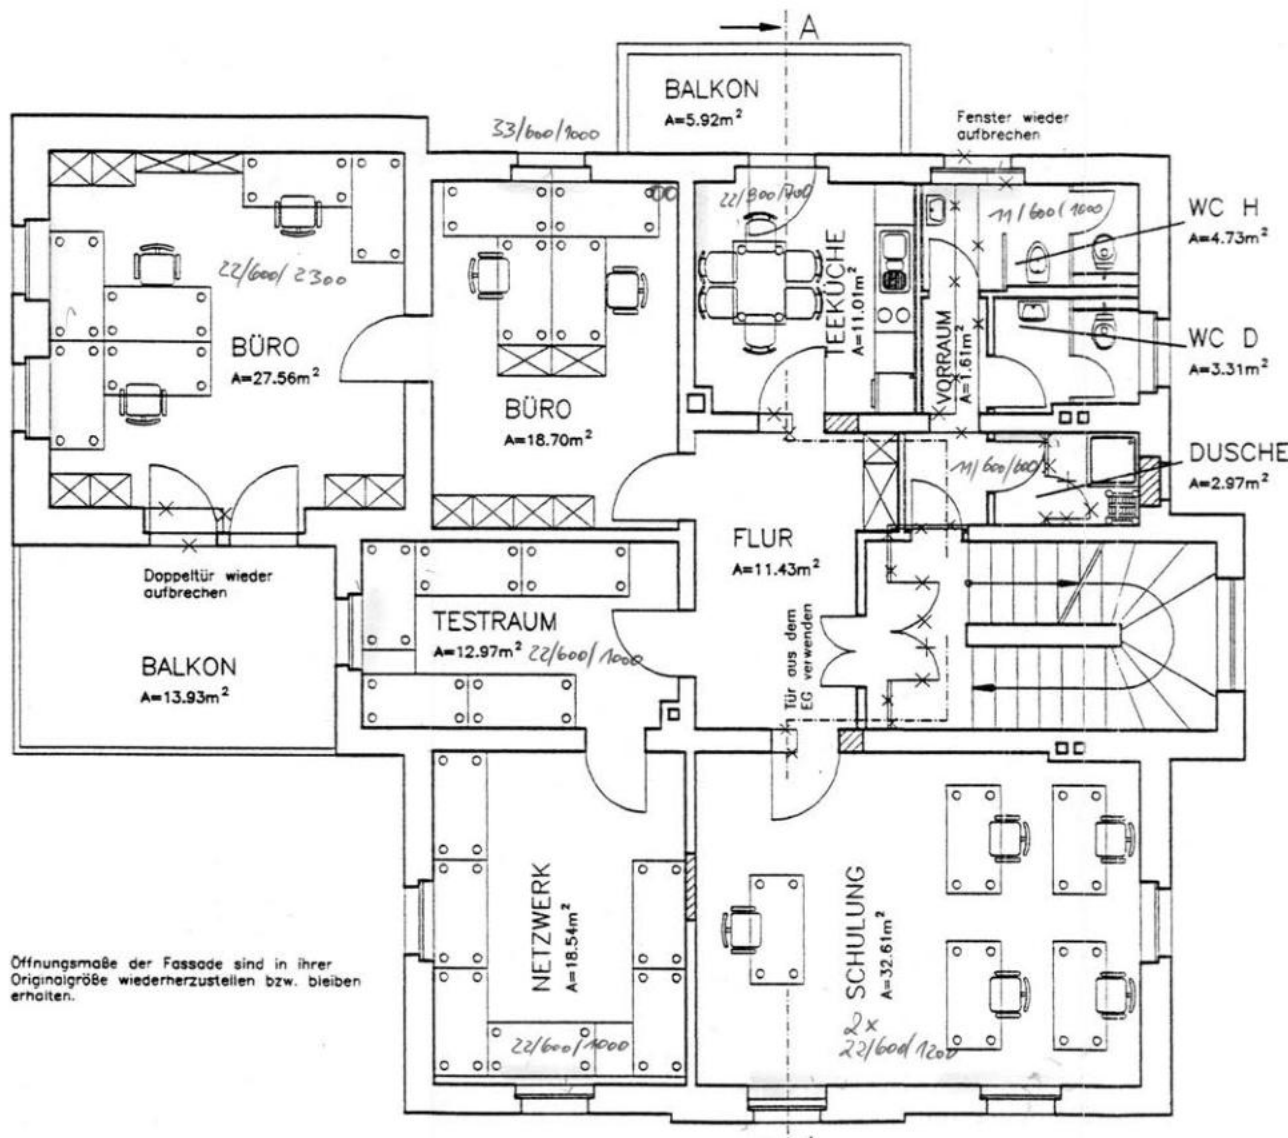 A
BALKON
A=5.92m²
Fenster wieder
aufbrechen
33/600/1000
22/900/700
11/600/1000
WC H
A=4.73m²
22/600/2300
TEEKÜCHE
A=11.01m²
VORRAUM
A=1.61m²
WC D
A=3.31m²
BÜRO
A=27.56m²
BÜRO
A=18.70m²
11/600/600
DUSCHE
A=2.97m²
FLUR
A=11.43m²
Doppeltür wieder
aufbrechen
TESTRAUM
A=12.97m²
22/600/1000
Tür aus dem
EG verwenden
BALKON
A=13.93m²
NETZWERK
A=18.54m²
22/600/1000
SCHULUNG
A=32.61m²
2x
22/600/1200
Öffnungsmaße der Fassade sind in ihrer
Originalgröße wiederherzustellen bzw. bleiben
erhalten.